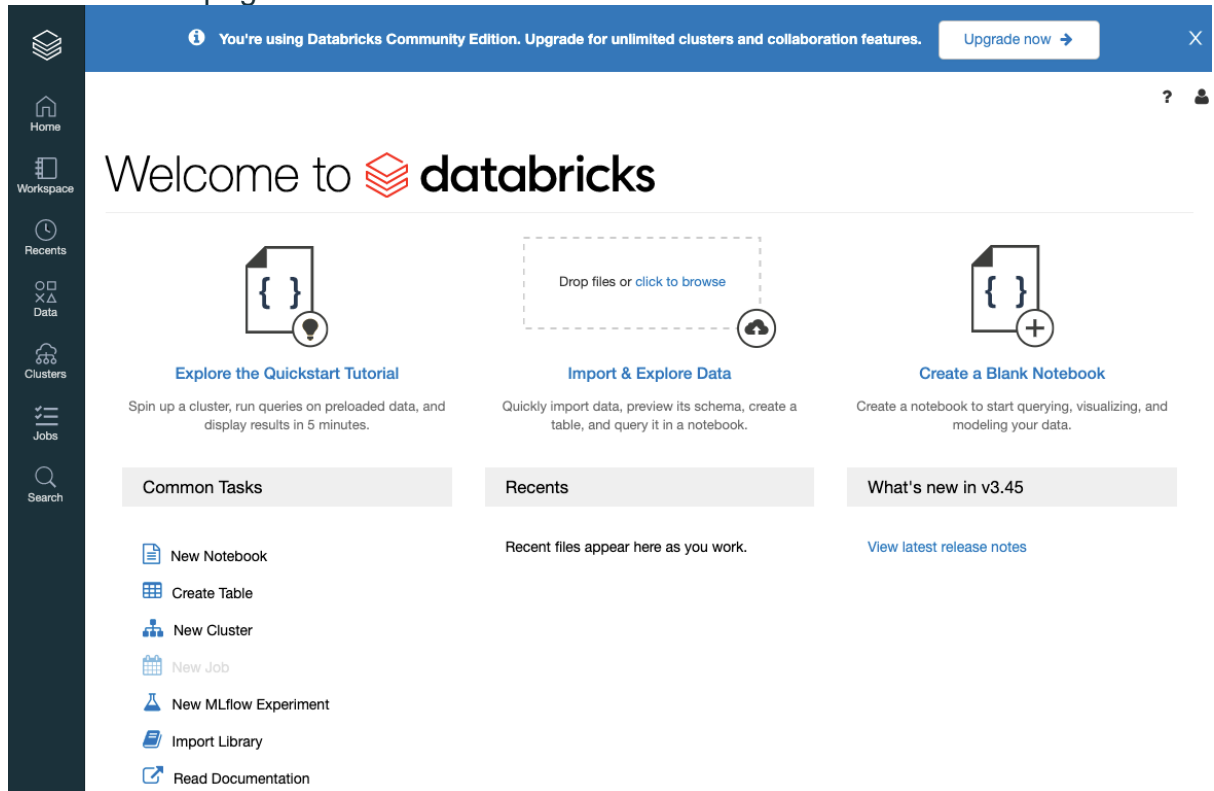 You're using Databricks Community Edition. Upgrade for unlimited clusters and collaboration features.
Upgrade now
X
?
Home
Workspace
Recents
Data
Clusters
Jobs
Search
Welcome to databricks
{ }
Explore the Quickstart Tutorial
Spin up a cluster, run queries on preloaded data, and
display results in 5 minutes.
Drop files or click to browse
Import & Explore Data
Quickly import data, preview its schema, create a
table, and query it in a notebook.
{ }
Create a Blank Notebook
Create a notebook to start querying, visualizing, and
modeling your data.
Common Tasks
New Notebook
Create Table
New Cluster
New Job
New MLflow Experiment
Import Library
Read Documentation
Recents
Recent files appear here as you work.
What's new in v3.45
View latest release notes